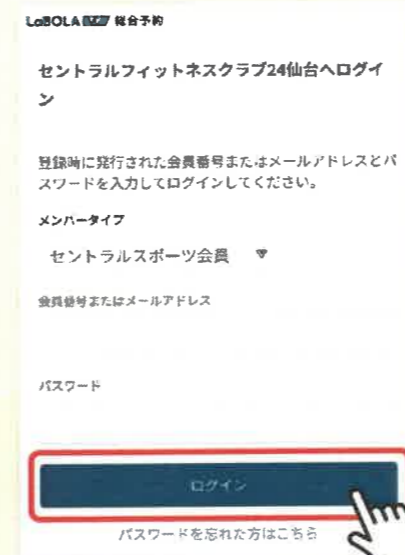 LaBOLA 総合予約
セントラルフィットネスクラブ24仙台へログイ
ン
登録時に発行された会員番号またはメールアドレスとパ
スワードを入力してログインしてください。
メンバータイプ
セントラルスポーツ会員 ▼
会員番号またはメールアドレス
パスワード
ログイン
パスワードを忘れた方はこちら